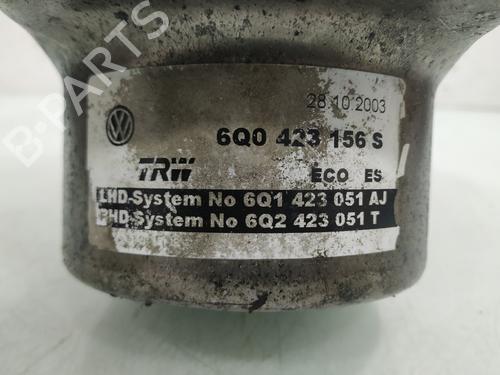 B-PARTS
28.10.2003
6Q0 423 156 S
TRW
ECO ES
LHD-System No 6Q1 423 051 AJ
RHD-System No 6Q2 423 051 T